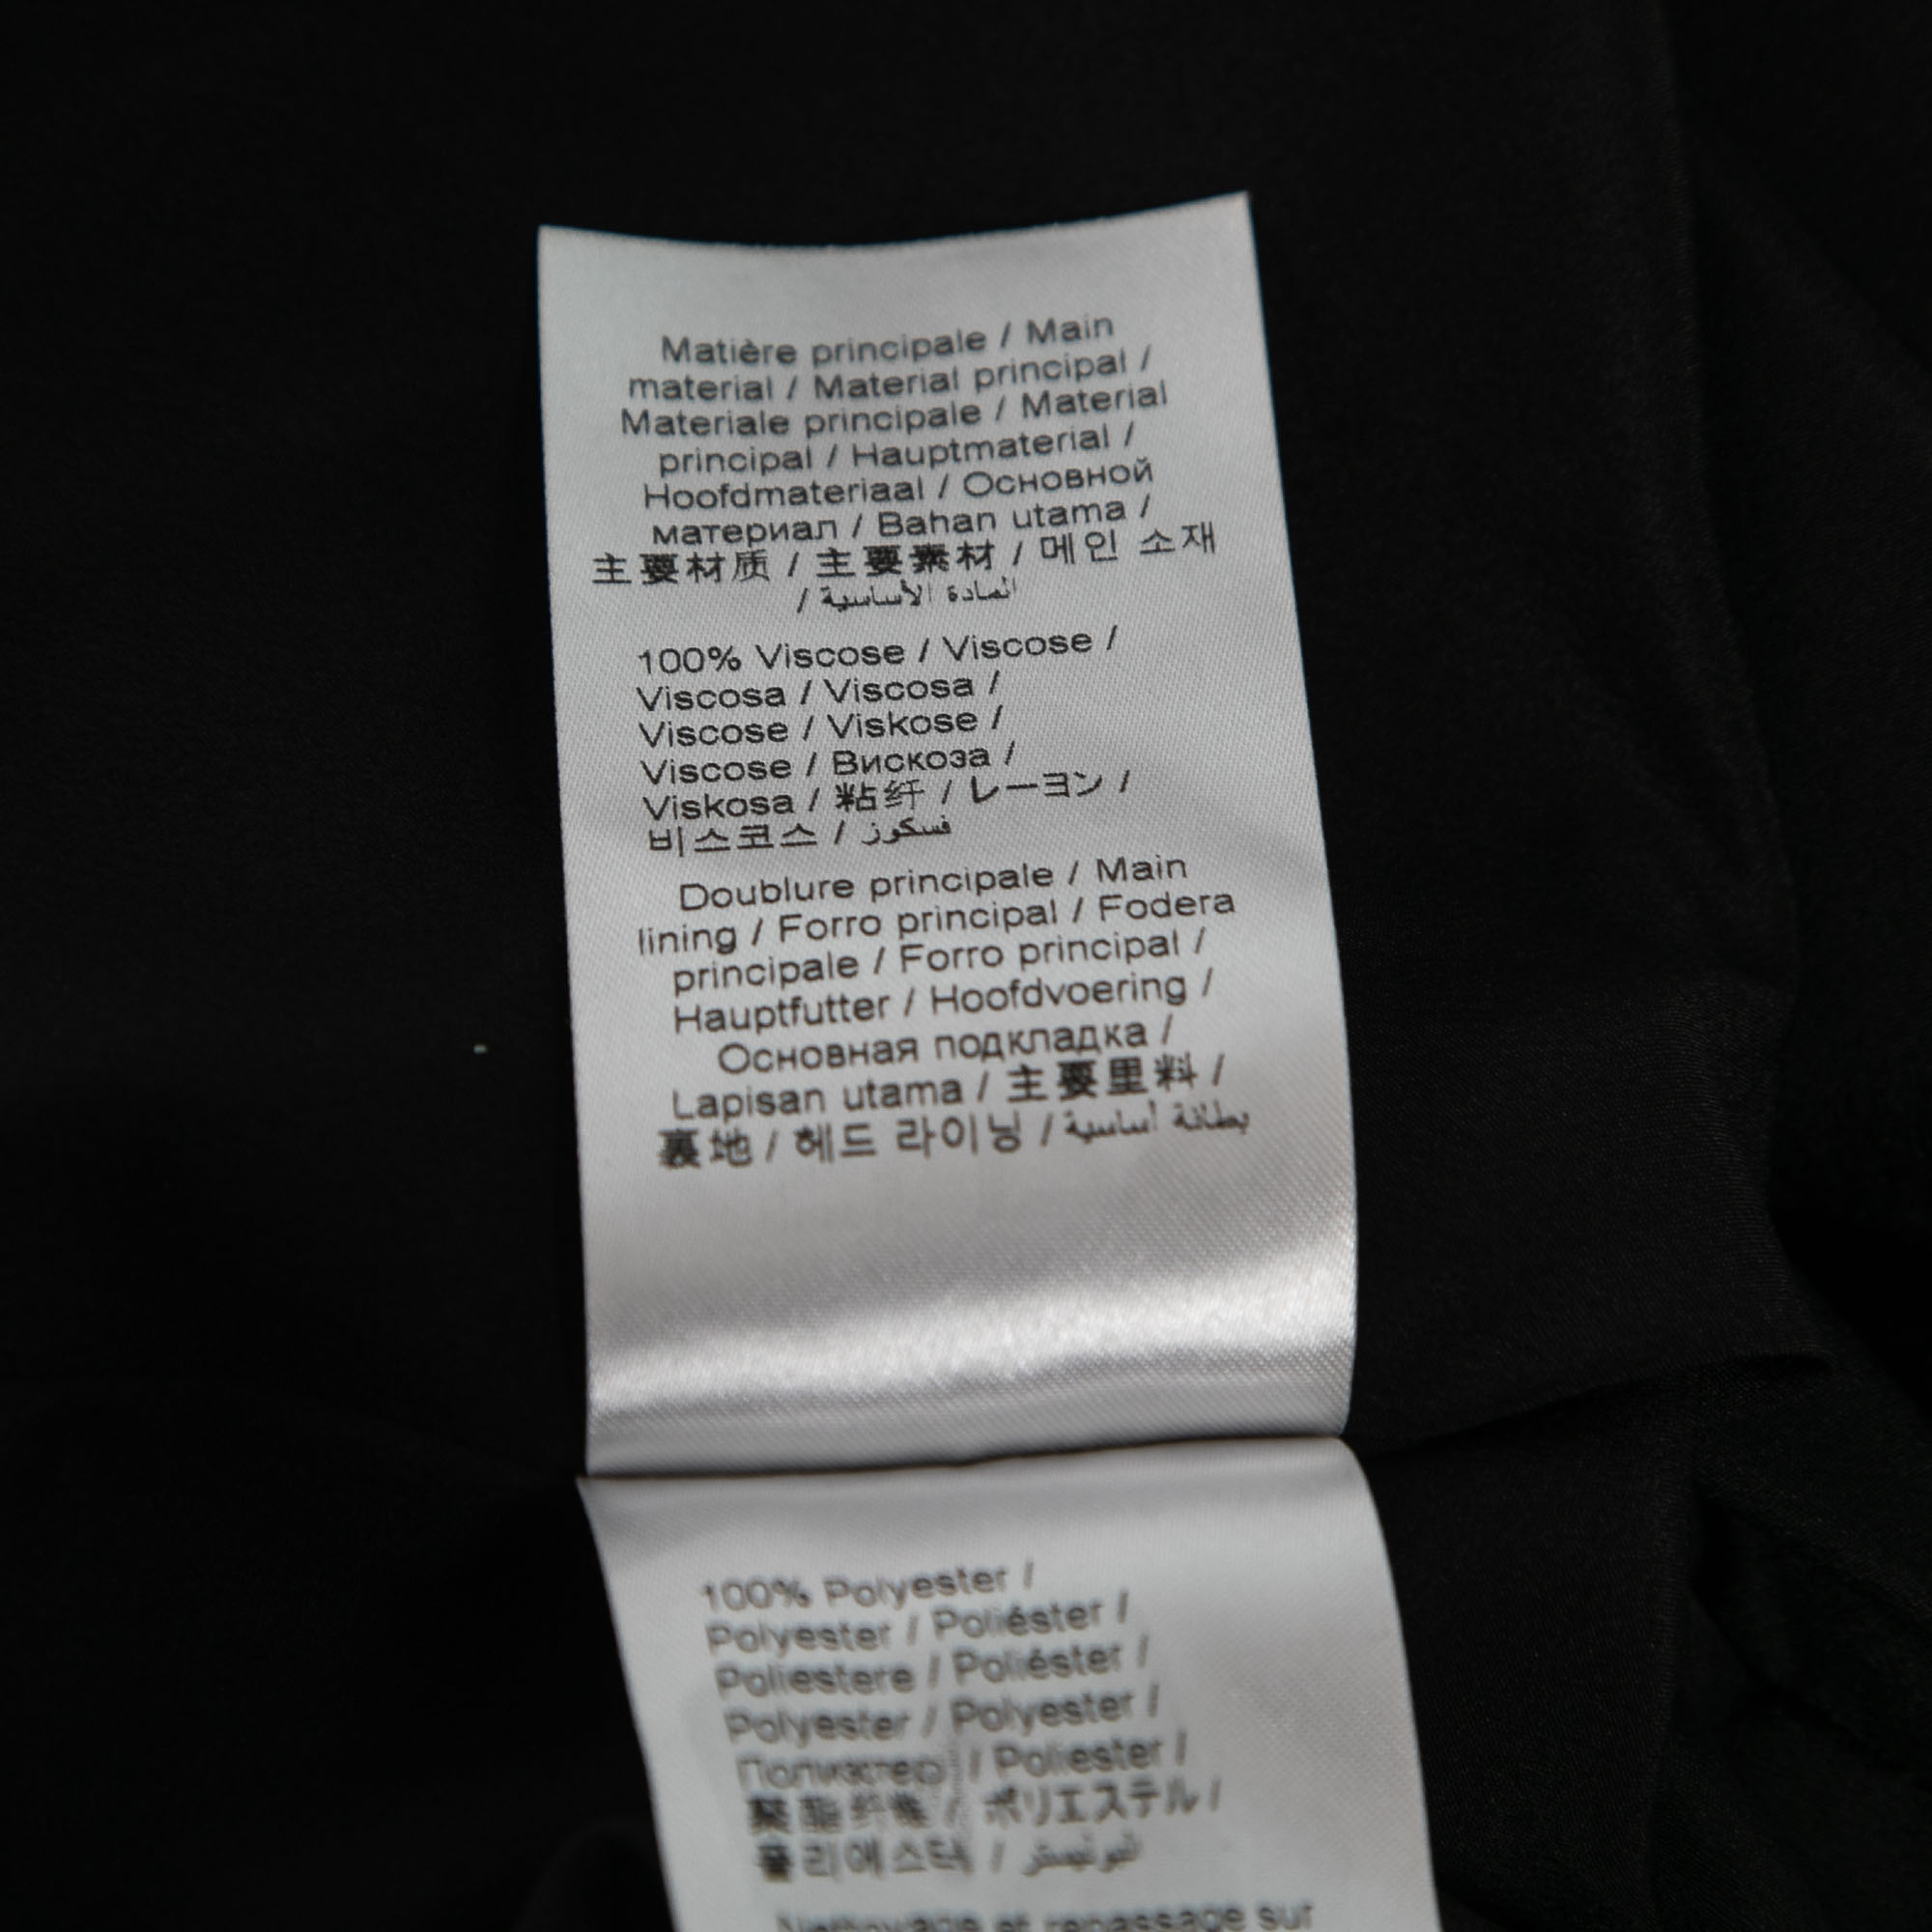 Matière principale / Main
material / Material principal /
Materiale principale / Material
principal / Hauptmaterial /
Hoofdmateriaal / Основной
материал / Bahan utama /
主要材质 / 主要素材 / 메인 소재
/ المادة الأساسية
100% Viscose / Viscose /
Viscosa / Viscosa /
Viscose / Viskose /
Viscose / Вискоза /
Viskosa / 粘纤 / レーヨン /
비스코스 / فسكوز
Doublure principale / Main
lining / Forro principal / Fodera
principale / Forro principal /
Hauptfutter / Hoofdvoering /
Основная подкладка /
Lapisan utama / 主要里料 /
裏地 / 헤드 라이닝 / بطانة أساسية
100% Polyester /
Polyester / Poliéster /
Poliestere / Poliéster /
Polyester / Polyester /
Полиэстер / Poliester /
聚酯纤维 / ポリエステル /
폴리에스터 /
Nettoyage et repassage sur